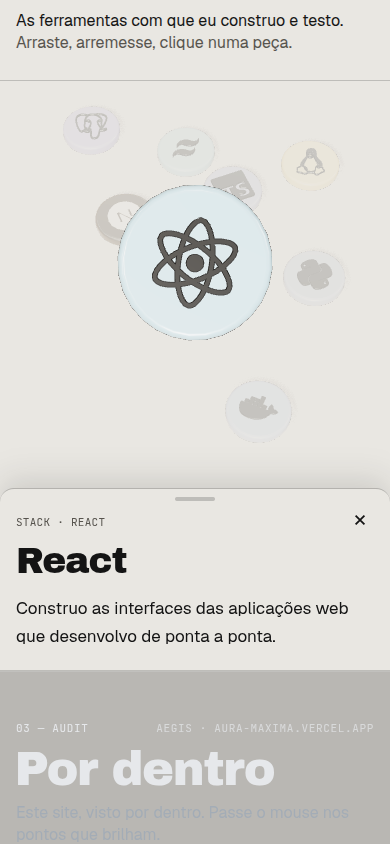 As ferramentas com que eu construo e testo.
Arraste, arremesse, clique numa peça.
TS
N
STACK · REACT
×
React
Construo as interfaces das aplicações web
que desenvolvo de ponta a ponta.
03 — AUDIT
AEGIS · AURA-MAXIMA.VERCEL.APP
Por dentro
Este site, visto por dentro. Passe o mouse nos
pontos que brilham.